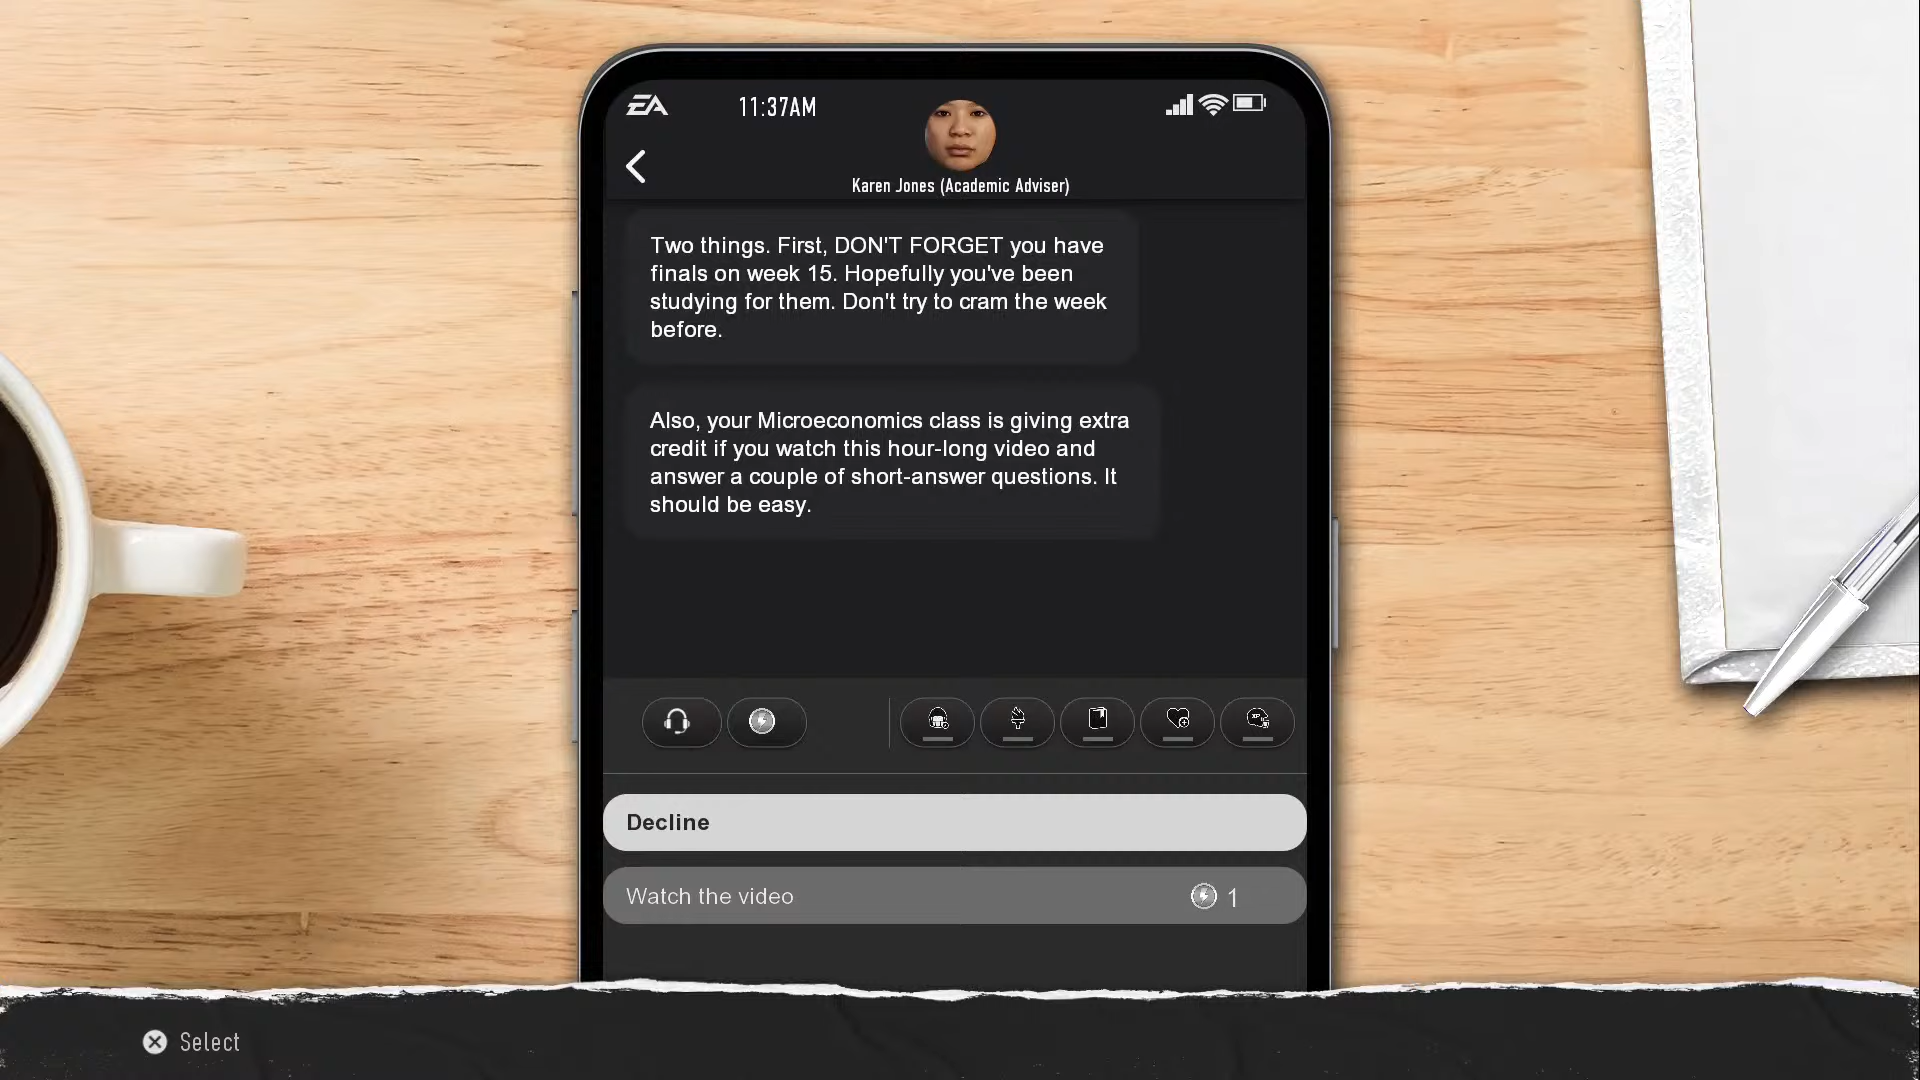 EA
11:37AM
Karen Jones (Academic Adviser)
Two things. First, DON'T FORGET you have
finals on week 15. Hopefully you've been
studying for them. Don't try to cram the week
before.
Also, your Microeconomics class is giving extra
credit if you watch this hour-long video and
answer a couple of short-answer questions. It
should be easy.
XP
Decline
Watch the video 1
Select